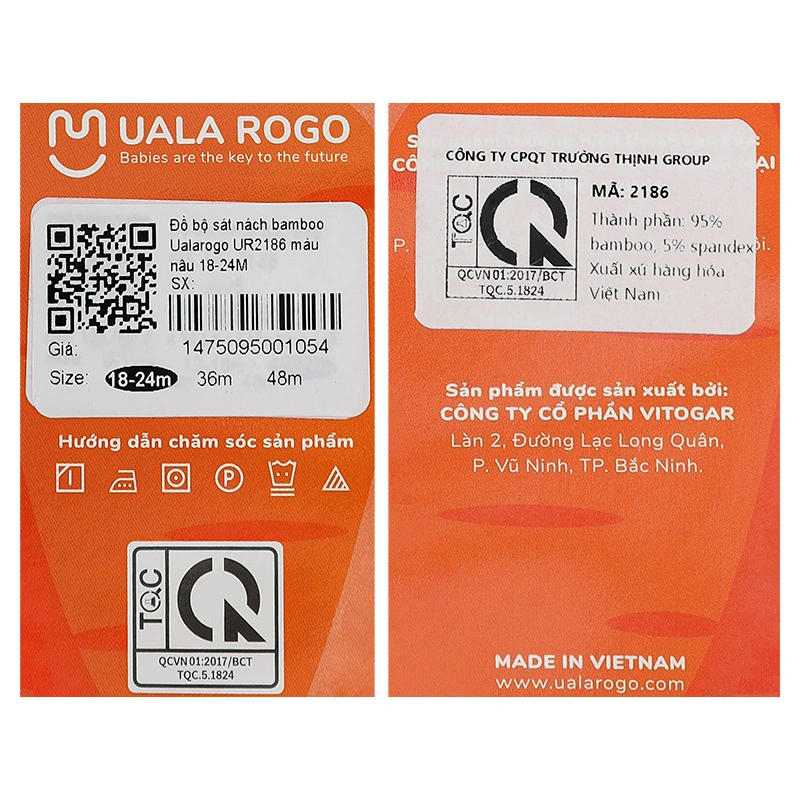 UALA ROGO
Babies are the key to the future
Đồ bộ sát nách bamboo
Ualarogo UR2186 màu
nâu 18-24M
SX:
Giá:
1475095001054
Size: 18-24m 36m 48m
Hướng dẫn chăm sóc sản phẩm
TQC
QCVN 01:2017/BCT
TQC.5.1824
CÔNG TY CPQT TRƯỜNG THỊNH GROUP
TQC
QCVN 01:2017/BCT
TQC.5.1824
MÃ: 2186
Thành phần: 95%
bamboo, 5% spandex
Xuất xứ hàng hóa
Việt Nam
Sản phẩm được sản xuất bởi:
CÔNG TY CỔ PHẦN VITOGAR
Làn 2, Đường Lạc Long Quân,
P. Vũ Ninh, TP. Bắc Ninh.
MADE IN VIETNAM
www.ualarogo.com